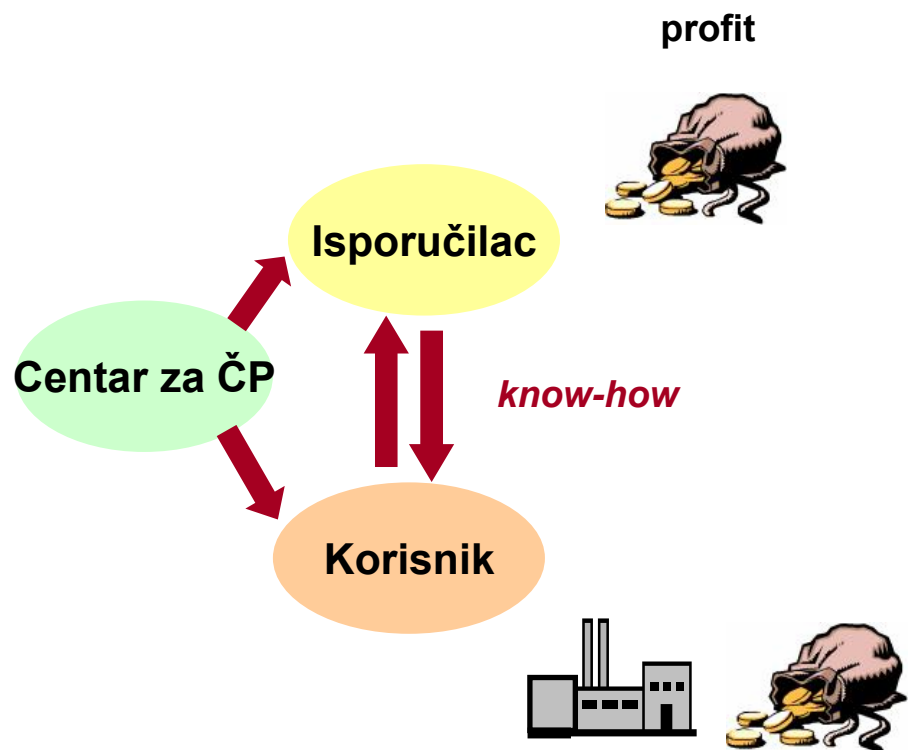 profit
Isporučilac
Centar za ČP
know-how
Korisnik